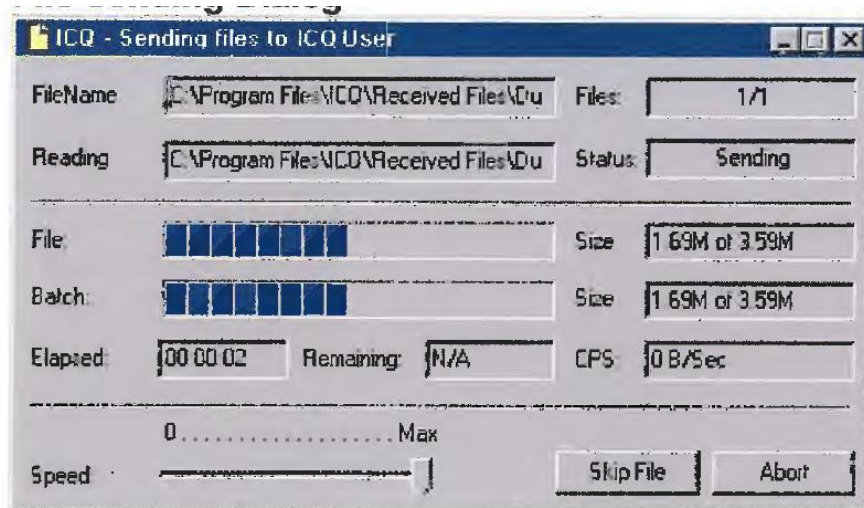 ICQ - Sending files to ICQ User
FileName C:\Program Files\ICQ\Received Files\Du Files: 1/1
Reading C:\Program Files\ICQ\Received Files\Du Status: Sending
File: Size 1.69M of 3.59M
Batch: Size 1.69M of 3.59M
Elapsed: 00:00:02 Remaining: N/A CPS: 0 B/Sec
0 . . . . . . . . . . . . . . . . . . . Max
Speed Skip File Abort